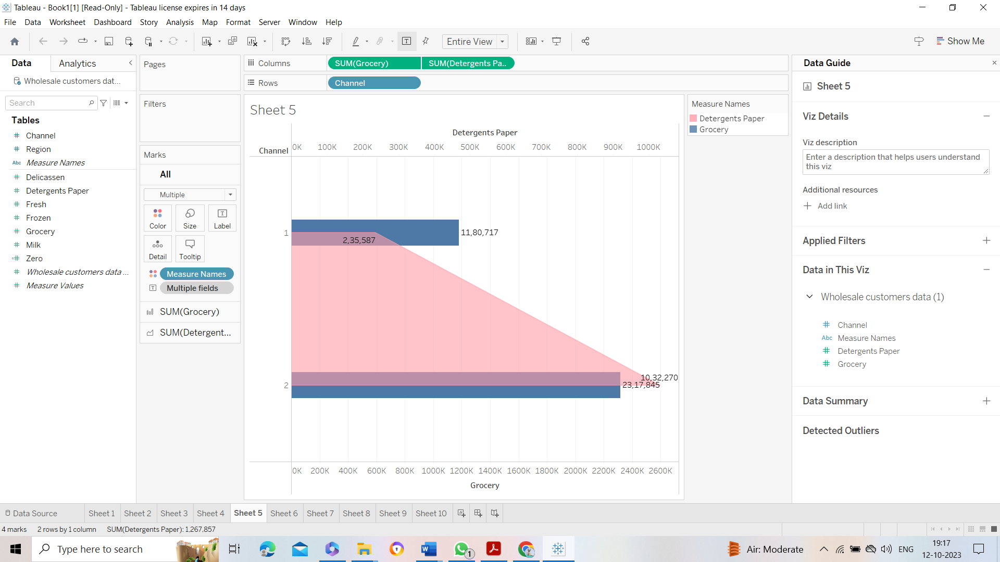 Tableau - Book1[1] [Read-Only] - Tableau license expires in 14 days
File Data Worksheet Dashboard Story Analysis Map Format Server Window Help
Entire View
Show Me
Data Analytics
Wholesale customers dat...
Search
Tables
Channel
Region
Abc Measure Names
Delicassen
Detergents Paper
Fresh
Frozen
Grocery
Milk
Zero
Wholesale customers data ...
Measure Values
Pages
Filters
Marks
All
Multiple
Color Size Label
Detail Tooltip
Measure Names
Multiple fields
SUM(Grocery)
SUM(Detergent...
Columns SUM(Grocery) SUM(Detergents Pa..
Rows Channel
Sheet 5
Detergents Paper
Channel 0K 100K 200K 300K 400K 500K 600K 700K 800K 900K 1000K
1 11,80,717
2,35,587
10,32,270
2 23,17,845
0K 200K 400K 600K 800K 1000K 1200K 1400K 1600K 1800K 2000K 2200K 2400K 2600K
Grocery
Measure Names
Detergents Paper
Grocery
Data Guide
Sheet 5
Viz Details
Viz description
Enter a description that helps users understand
this viz
Additional resources
Add link
Applied Filters
Data in This Viz
Wholesale customers data (1)
Channel
Abc Measure Names
Detergents Paper
Grocery
Data Summary
Detected Outliers
Data Source Sheet 1 Sheet 2 Sheet 3 Sheet 4 Sheet 5 Sheet 6 Sheet 7 Sheet 8 Sheet 9 Sheet 10
4 marks 2 rows by 1 column SUM(Detergents Paper): 1,267,857
Type here to search
1
Air: Moderate
ENG
19:17
12-10-2023